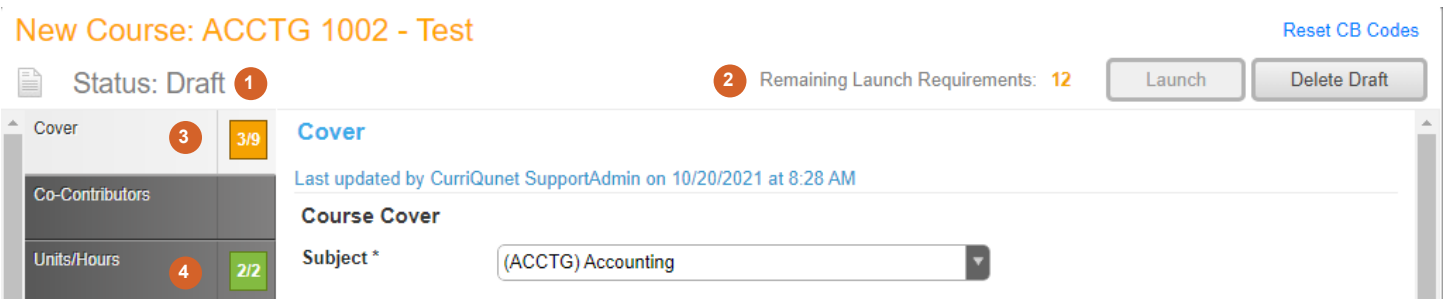 New Course: ACCTG 1002 - Test
Reset CB Codes
Status: Draft 1
2 Remaining Launch Requirements: 12
Launch
Delete Draft
Cover 3 3/9
Co-Contributors
Units/Hours 4 2/2
Cover
Last updated by CurriQunet SupportAdmin on 10/20/2021 at 8:28 AM
Course Cover
Subject * (ACCTG) Accounting